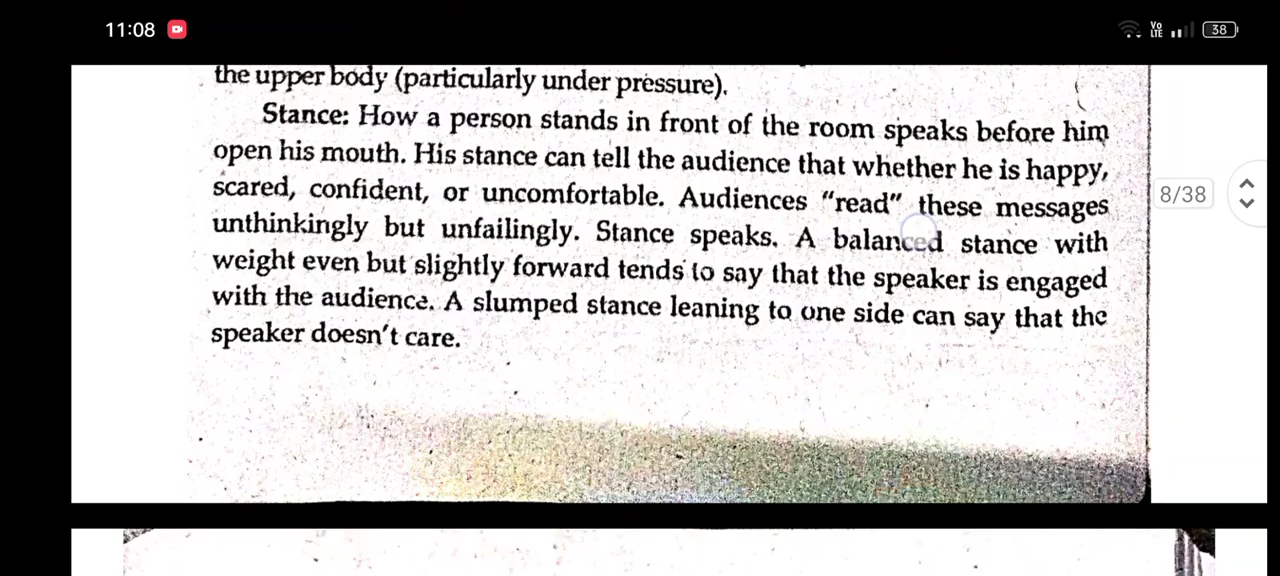 11:08
Vo
LTE
38
the upper body (particularly under pressure).
Stance: How a person stands in front of the room speaks before him
open his mouth. His stance can tell the audience that whether he is happy,
scared, confident, or uncomfortable. Audiences “read” these messages
unthinkingly but unfailingly. Stance speaks. A balanced stance with
weight even but slightly forward tends to say that the speaker is engaged
with the audience. A slumped stance leaning to one side can say that the
speaker doesn't care.
8/38